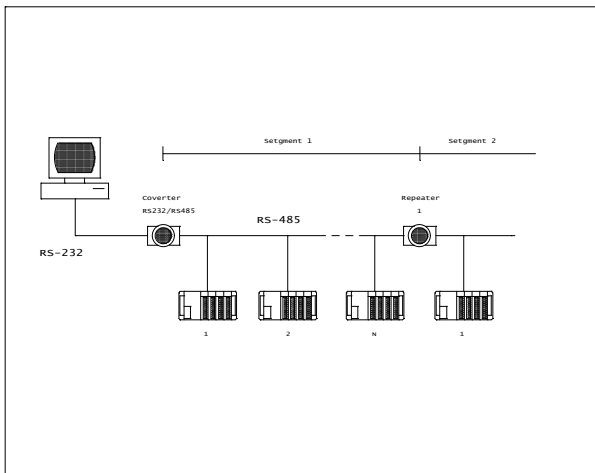 Setgment 1
Setgment 2
Coverter
RS232/RS485
Repeater
1
RS-485
RS-232
1
2
N
1